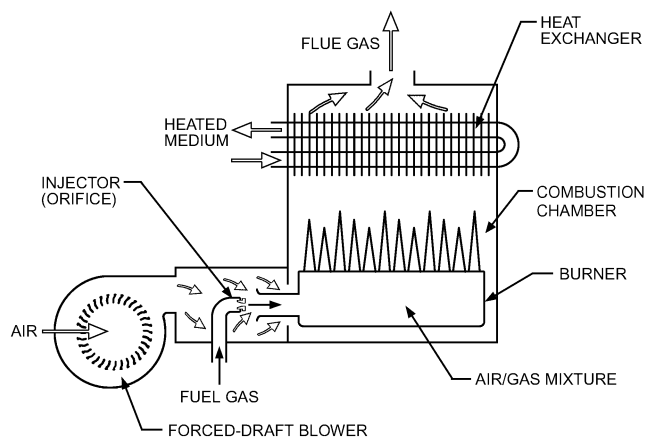 FLUE GAS
HEAT
EXCHANGER
HEATED
MEDIUM
INJECTOR
(ORIFICE)
COMBUSTION
CHAMBER
BURNER
AIR
AIR/GAS MIXTURE
FUEL GAS
FORCED-DRAFT BLOWER